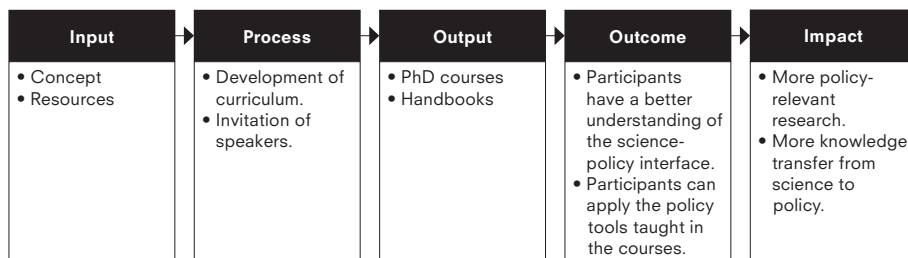 Input
• Concept
• Resources
Process
• Development of
curriculum.
• Invitation of
speakers.
Output
• PhD courses
• Handbooks
Outcome
• Participants
have a better
understanding of
the science-
policy interface.
• Participants can
apply the policy
tools taught in
the courses.
Impact
• More policy-
relevant
research.
• More knowledge
transfer from
science to
policy.